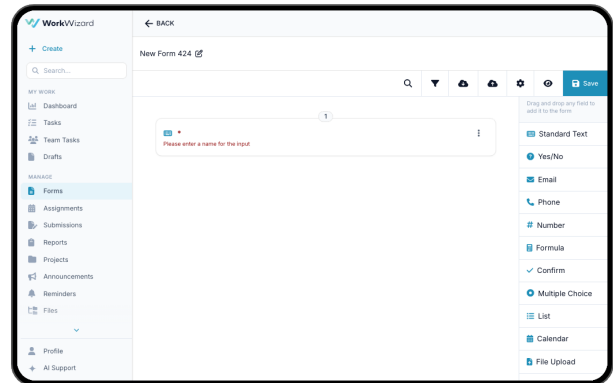 WorkWizard
Create
Search...
MY WORK
Dashboard
Tasks
Team Tasks
Drafts
MANAGE
Forms
Assignments
Submissions
Reports
Projects
Announcements
Reminders
Files
Profile
AI Support
BACK
New Form 424
Save
1
*
Please enter a name for the input
Drag and drop any field to
add it to the form
Standard Text
Yes/No
Email
Phone
# Number
Formula
Confirm
Multiple Choice
List
Calendar
File Upload